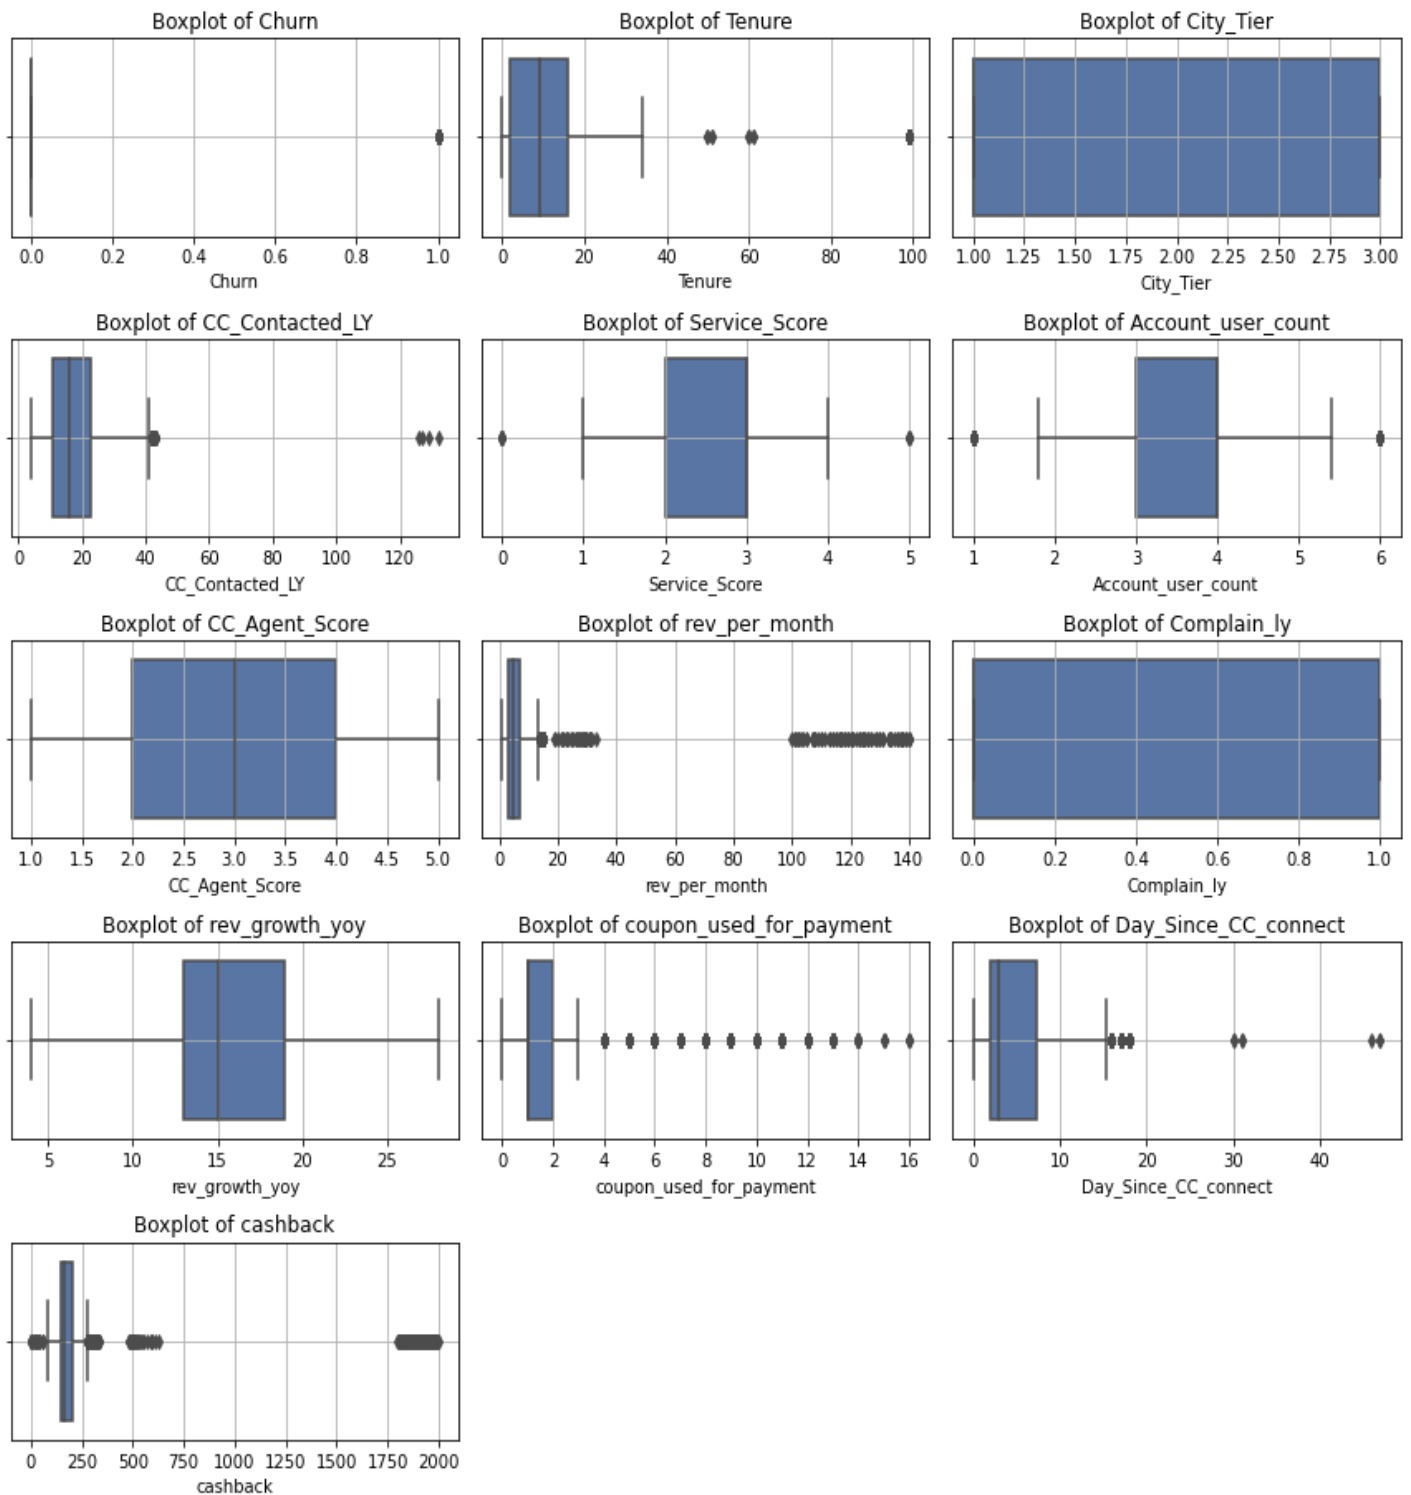 Boxplot of Churn
Boxplot of Tenure
Boxplot of City_Tier
0.0 0.2 0.4 0.6 0.8 1.0
0 20 40 60 80 100
1.00 1.25 1.50 1.75 2.00 2.25 2.50 2.75 3.00
Churn
Tenure
City_Tier
Boxplot of CC_Contacted_LY
Boxplot of Service_Score
Boxplot of Account_user_count
0 20 40 60 80 100 120
0 1 2 3 4 5
1 2 3 4 5 6
CC_Contacted_LY
Service_Score
Account_user_count
Boxplot of CC_Agent_Score
Boxplot of rev_per_month
Boxplot of Complain_ly
1.0 1.5 2.0 2.5 3.0 3.5 4.0 4.5 5.0
0 20 40 60 80 100 120 140
0.0 0.2 0.4 0.6 0.8 1.0
CC_Agent_Score
rev_per_month
Complain_ly
Boxplot of rev_growth_yoy
Boxplot of coupon_used_for_payment
Boxplot of Day_Since_CC_connect
5 10 15 20 25
0 2 4 6 8 10 12 14 16
0 10 20 30 40
rev_growth_yoy
coupon_used_for_payment
Day_Since_CC_connect
Boxplot of cashback
0 250 500 750 1000 1250 1500 1750 2000
cashback